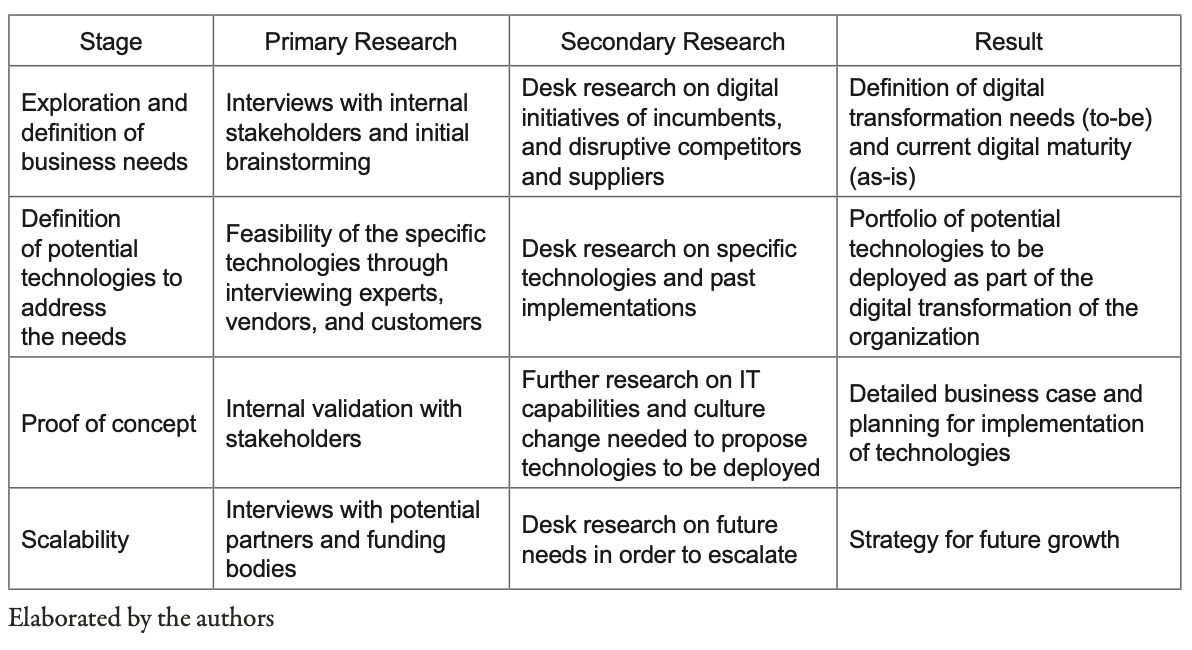 Stage
Primary Research
Secondary Research
Result
Exploration and
definition of
business needs
Interviews with internal
stakeholders and initial
brainstorming
Desk research on digital
initiatives of incumbents,
and disruptive competitors
and suppliers
Definition of digital
transformation needs (to-be)
and current digital maturity
(as-is)
Definition
of potential
technologies to
address
the needs
Feasibility of the specific
technologies through
interviewing experts,
vendors, and customers
Desk research on specific
technologies and past
implementations
Portfolio of potential
technologies to be
deployed as part of the
digital transformation of the
organization
Proof of concept
Internal validation with
stakeholders
Further research on IT
capabilities and culture
change needed to propose
technologies to be deployed
Detailed business case and
planning for implementation
of technologies
Scalability
Interviews with potential
partners and funding
bodies
Desk research on future
needs in order to escalate
Strategy for future growth
Elaborated by the authors